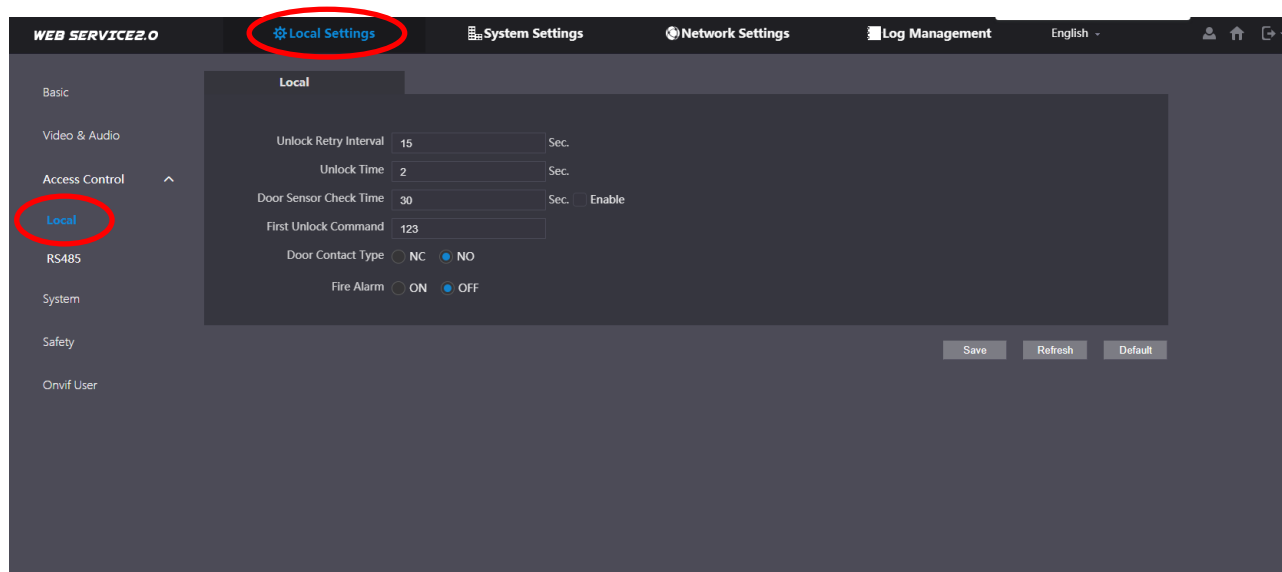 WEB SERVICE2.0 Local Settings System Settings Network Settings Log Management English
Basic
Video & Audio
Access Control
Local
RS485
System
Safety
Onvif User
Local
Unlock Retry Interval 15 Sec.
Unlock Time 2 Sec.
Door Sensor Check Time 30 Sec. Enable
First Unlock Command 123
Door Contact Type NC NO
Fire Alarm ON OFF
Save Refresh Default